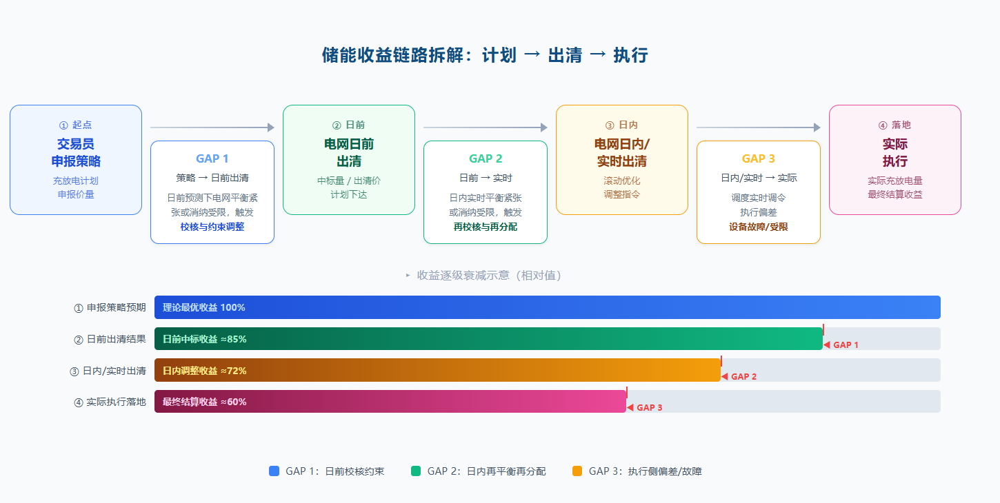 储能收益链路拆解：计划 → 出清 → 执行
① 起点
交易员
申报策略
充放电计划
申报价量
GAP 1
策略 → 日前出清
日前预测下电网平衡紧
张或消纳受限，触发
校核与约束调整
② 日前
电网日前
出清
中标量 / 出清价
计划下达
GAP 2
日前 → 实时
日内实时平衡紧张
或消纳受限，触发
再校核与再分配
③ 日内
电网日内/
实时出清
滚动优化
调整指令
GAP 3
日内/实时 → 实际
调度实时调令
执行偏差
设备故障/受限
④ 落地
实际
执行
实际充放电量
最终结算收益
▸ 收益逐级衰减示意（相对值）
① 申报策略预期
理论最优收益 100%
② 日前出清结果
日前中标收益 ≈85%
◀ GAP 1
③ 日内/实时出清
日内调整收益 ≈72%
◀ GAP 2
④ 实际执行落地
最终结算收益 ≈60%
◀ GAP 3
GAP 1：日前校核约束
GAP 2：日内再平衡再分配
GAP 3：执行侧偏差/故障